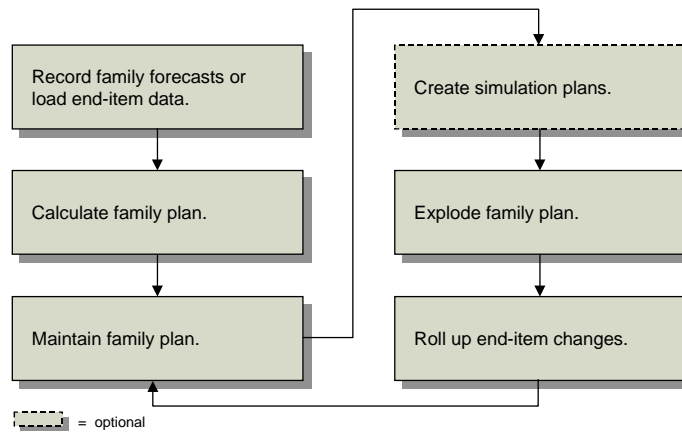 Record family forecasts or
load end-item data.
Calculate family plan.
Maintain family plan.
Create simulation plans.
Explode family plan.
Roll up end-item changes.
= optional